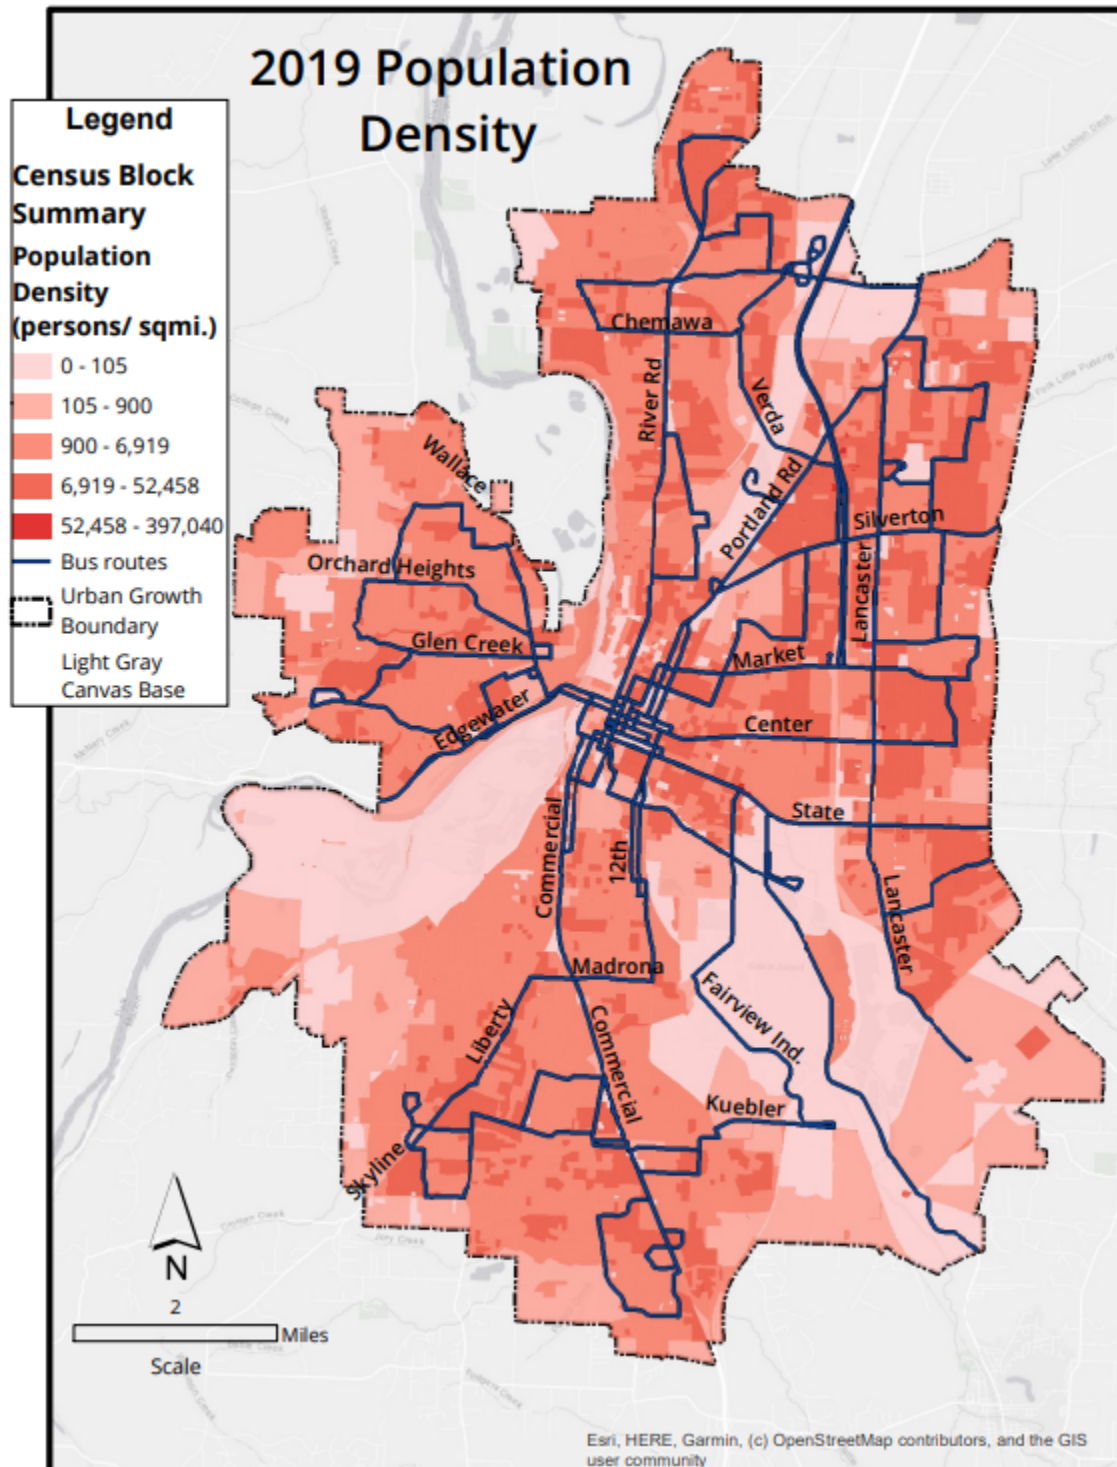 2019 Population
Density
Legend
Census Block
Summary
Population
Density
(persons/ sqmi.)
0 - 105
105 - 900
900 - 6,919
6,919 - 52,458
52,458 - 397,040
Bus routes
Urban Growth
Boundary
Light Gray
Canvas Base
Chemawa
River Rd
Verda
Portland Rd
Wallace
Silverton
Lancaster
Orchard Heights
Glen Creek
Market
Edgewater
Center
State
Commercial
12th
Lancaster
Madrona
Fairview Ind.
Liberty
Commercial
Kuebler
Skyline
N
2
Miles
Scale
Esri, HERE, Garmin, (c) OpenStreetMap contributors, and the GIS
user community